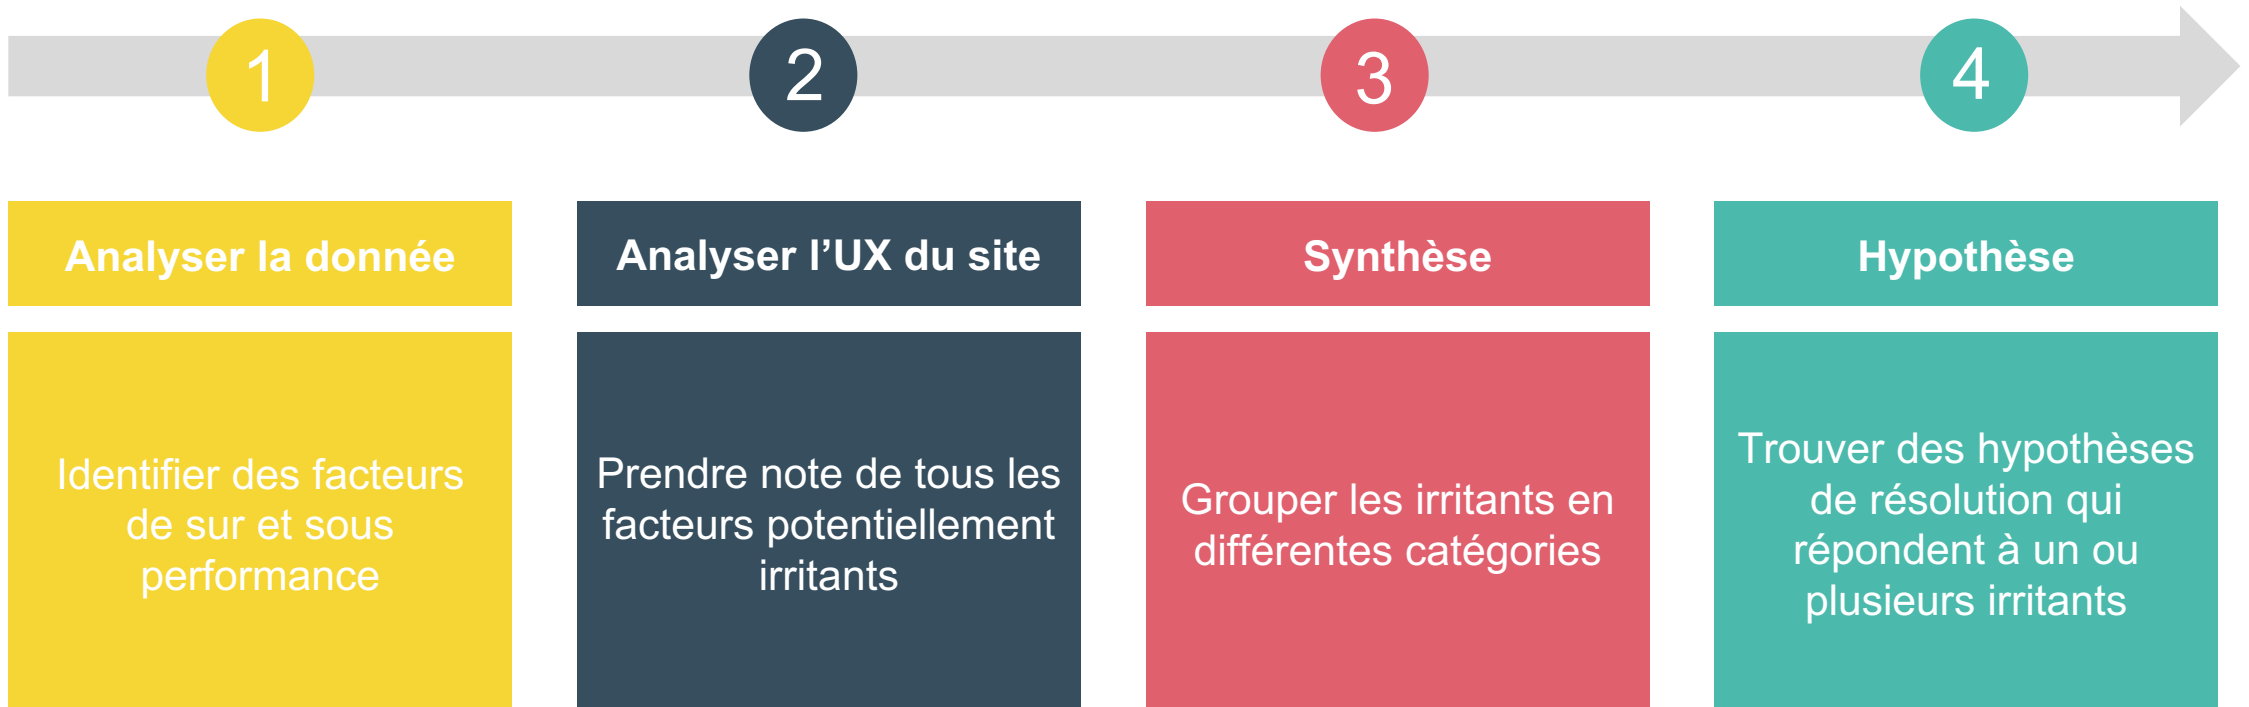 1
2
3
4
Analyser la donnée
Analyser l’UX du site
Synthèse
Hypothèse
Identifier des facteurs
de sur et sous
performance
Prendre note de tous les
facteurs potentiellement
irritants
Grouper les irritants en
différentes catégories
Trouver des hypothèses
de résolution qui
répondent à un ou
plusieurs irritants